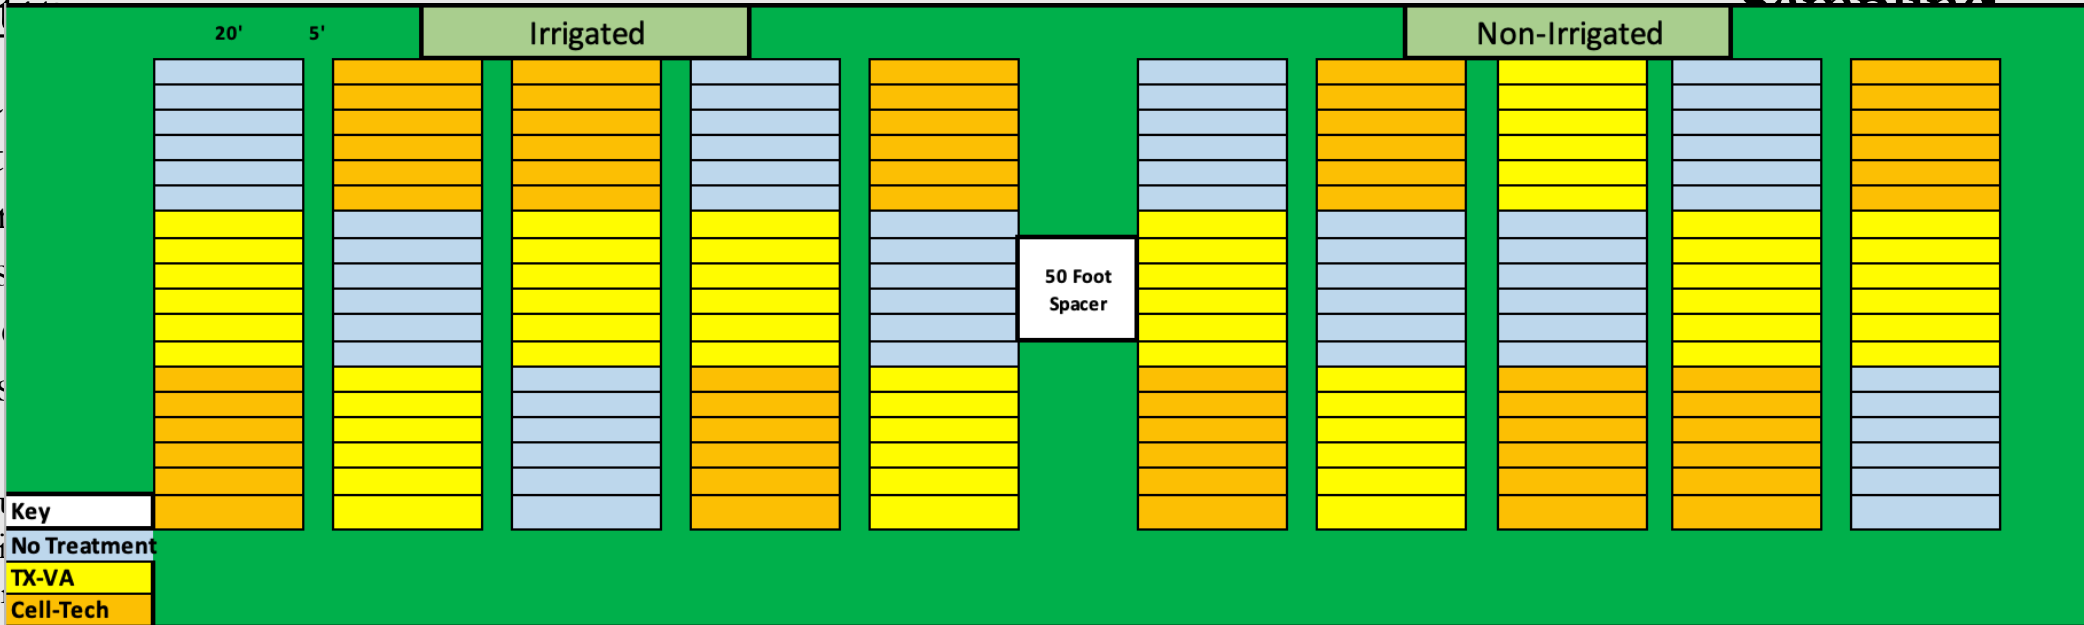 20' 5' Irrigated Non-Irrigated
50 Foot
Spacer
Key
No Treatment
TX-VA
Cell-Tech